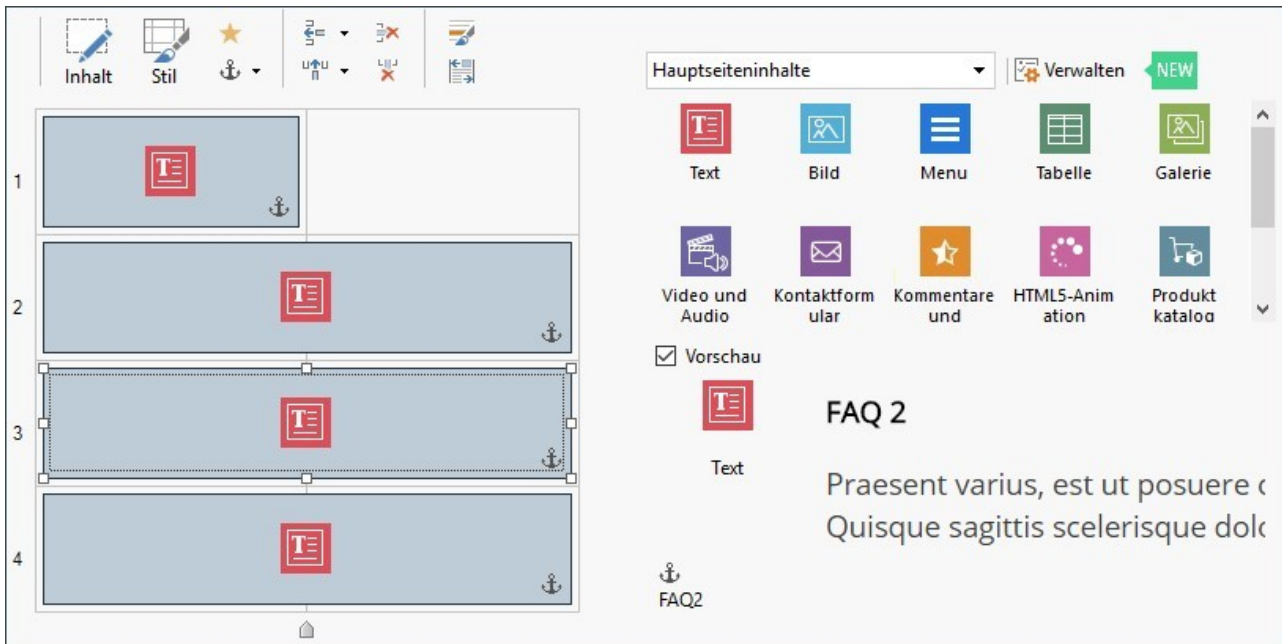 Inhalt
Stil
Hauptseiteninhalte
Verwalten
NEW
1
2
3
4
Text
Bild
Menu
Tabelle
Galerie
Video und
Audio
Kontaktform
ular
Kommentare
und
HTML5-Anim
ation
Produkt
katalog
Vorschau
Text
FAQ 2
Praesent varius, est ut posuere
Quisque sagittis scelerisque
FAQ2